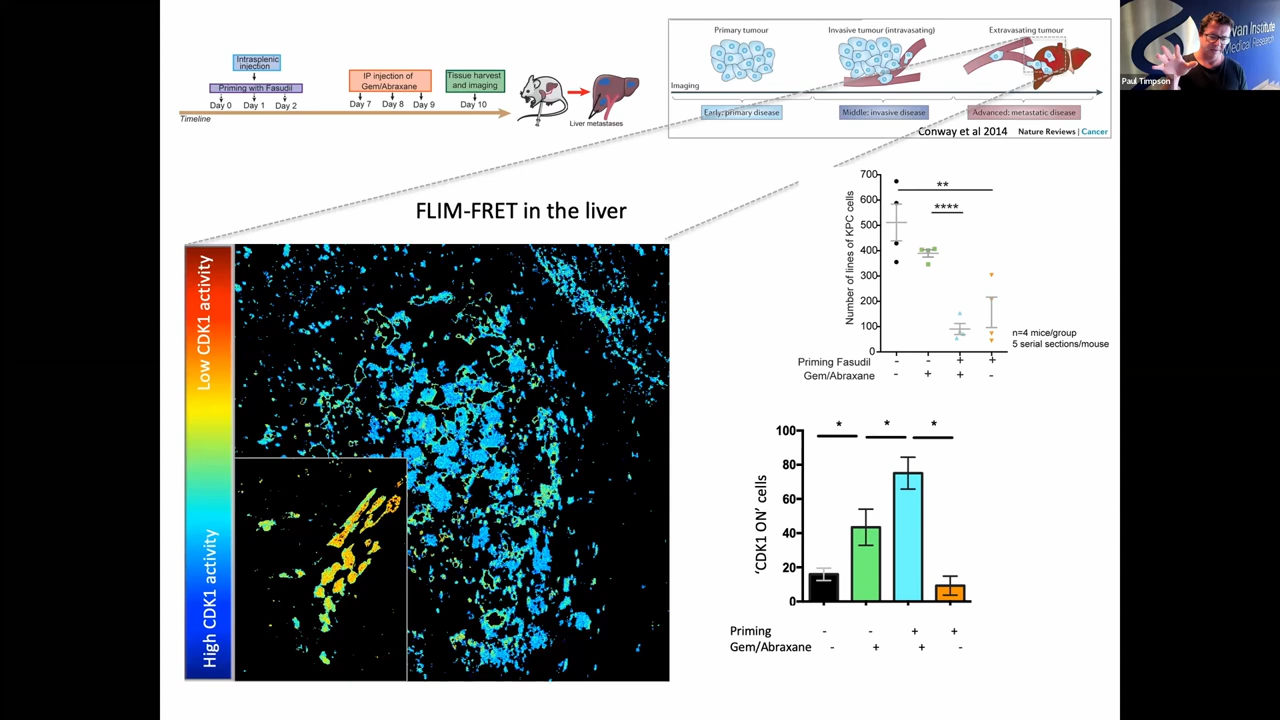 Intrasplenic
injection
Priming with Fasudil
Day 0 Day 1 Day 2
IP injection of
Gem/Abraxane
Day 7 Day 8 Day 9
Tissue harvest
and imaging
Day 10
Timeline
Liver metastases
Primary tumour
Invasive tumour (intravasating)
Extravasating tumour
Imaging
Early: primary disease
Middle: invasive disease
Advanced: metastatic disease
Conway et al 2014
Nature Reviews | Cancer
van Institute
Medical Research
Paul Timpson
FLIM-FRET in the liver
Low CDK1 activity
High CDK1 activity
Number of lines of KPC cells
700
600
500
400
300
200
100
0
**
****
n=4 mice/group
5 serial sections/mouse
Priming Fasudil - - + +
Gem/Abraxane - + + -
'CDK1 ON' cells
100
80
60
40
20
0
* * *
Priming - - + +
Gem/Abraxane - + + -